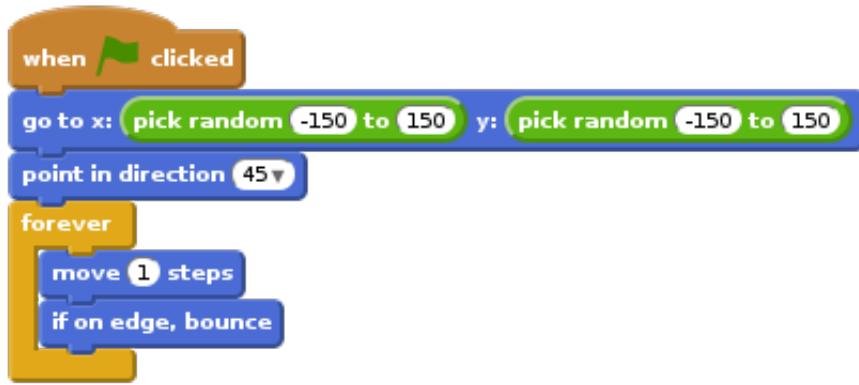 when clicked
go to x: pick random -150 to 150 y: pick random -150 to 150
point in direction 45
forever
move 1 steps
if on edge, bounce